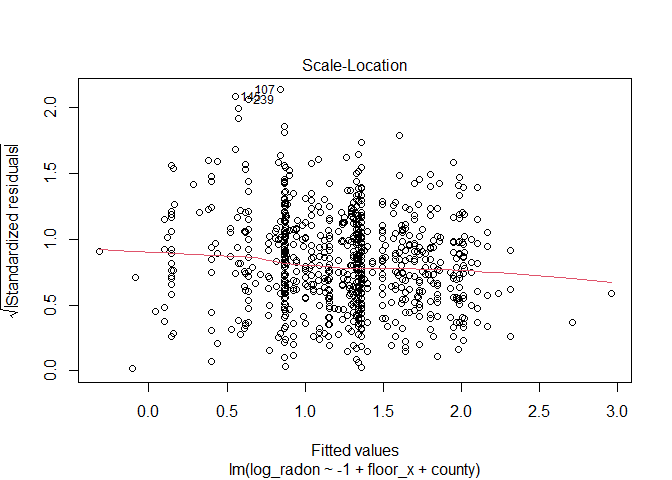 Scale-Location
√|Standardized residuals|
2.0
1.5
1.0
0.5
0.0
107
239
0.0 0.5 1.0 1.5 2.0 2.5 3.0
Fitted values
lm(log_radon ~ -1 + floor_x + county)